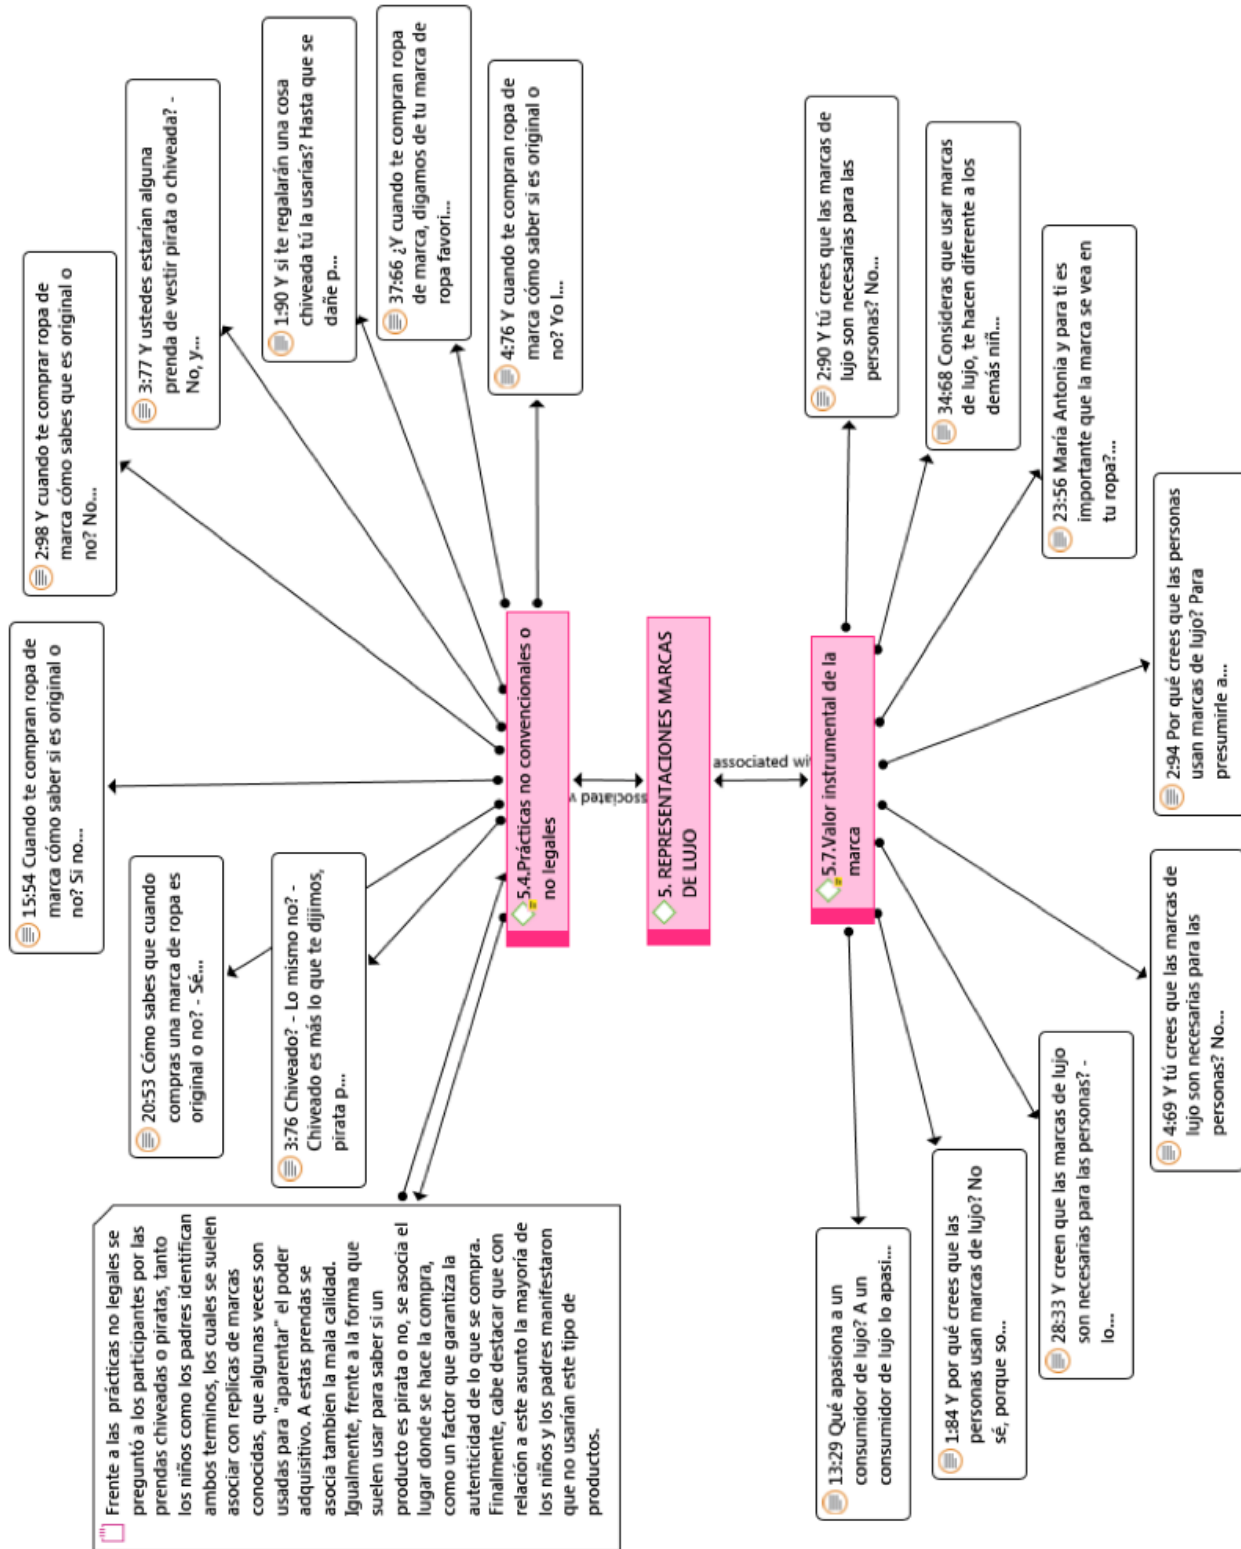 Frente a las prácticas no legales se
preguntó a los participantes por las
prendas chiveadas o piratas, tanto
los niños como los padres identifican
ambos terminos, los cuales se suelen
asociar con replicas de marcas
conocidas, que algunas veces son
usadas para "aparentar" el poder
adquisitivo. A estas prendas se
asocia tambien la mala calidad.
Igualmente, frente a la forma que
suelen usar para saber si un
producto es pirata o no, se asocia el
lugar donde se hace la compra,
como un factor que garantiza la
autenticidad de lo que se compra.
Finalmente, cabe destacar que con
relación a este asunto la mayoría de
los niños y los padres manifestaron
que no usarían este tipo de
productos.
20:53 Cómo sabes que cuando
compras una marca de ropa es
original o no? - Sé...
3:76 Chiveado? - Lo mismo no? -
Chiveado es más lo que te dijimos,
pirata p...
15:54 Cuando te compran ropa de
marca cómo saber si es original o
no? Si no...
2:98 Y cuando te comprar ropa de
marca cómo sabes que es original o
no? No...
3:77 Y ustedes estarían alguna
prenda de vestir pirata o chiveada? -
No, y...
1:90 Y si te regalarán una cosa
chiveada tú la usarías? Hasta que se
dañe p...
37:66 ¿Y cuando te compran ropa
de marca, digamos de tu marca de
ropa favori...
4:76 Y cuando te compran ropa de
marca cómo saber si es original o
no? Yo l...
5.4.Prácticas no convencionales o
no legales
associated w
5. REPRESENTACIONES MARCAS
DE LUJO
associated wi
5.7.Valor instrumental de la
marca
13:29 Qué apasiona a un
consumidor de lujo? A un
consumidor de lujo lo apasi...
1:84 Y por qué crees que las
personas usan marcas de lujo? No
sé, porque so...
28:33 Y creen que las marcas de lujo
son necesarias para las personas? -
lo...
4:69 Y tú crees que las marcas de
lujo son necesarias para las
personas? No...
2:94 Por qué crees que las personas
usan marcas de lujo? Para
presumirle a...
23:56 María Antonia y para ti es
importante que la marca se vea en
tu ropa?...
34:68 Consideras que usar marcas
de lujo, te hacen diferente a los
demás niñ...
2:90 Y tú crees que las marcas de
lujo son necesarias para las
personas? No...